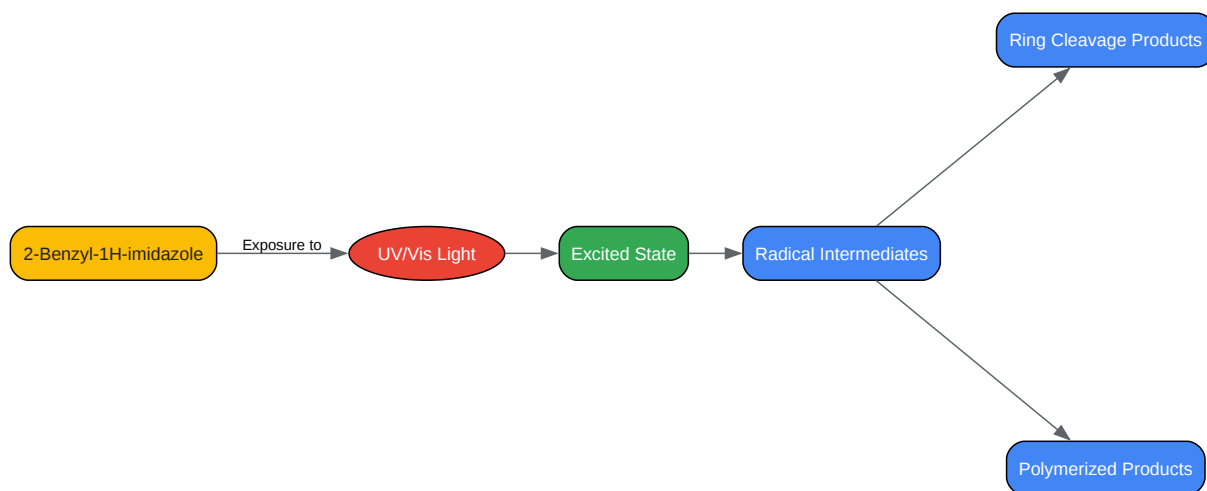 Ring Cleavage Products
2-Benzyl-1H-imidazole
Exposure to
UV/Vis Light
Excited State
Radical Intermediates
Polymerized Products